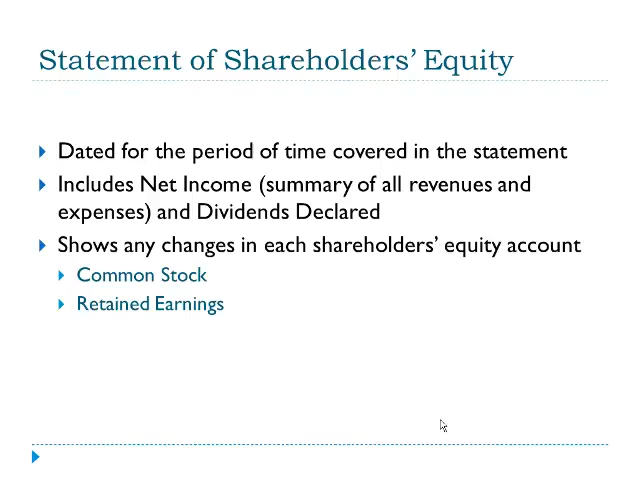 Statement of Shareholders’ Equity
Dated for the period of time covered in the statement
Includes Net Income (summary of all revenues and
expenses) and Dividends Declared
Shows any changes in each shareholders’ equity account
Common Stock
Retained Earnings